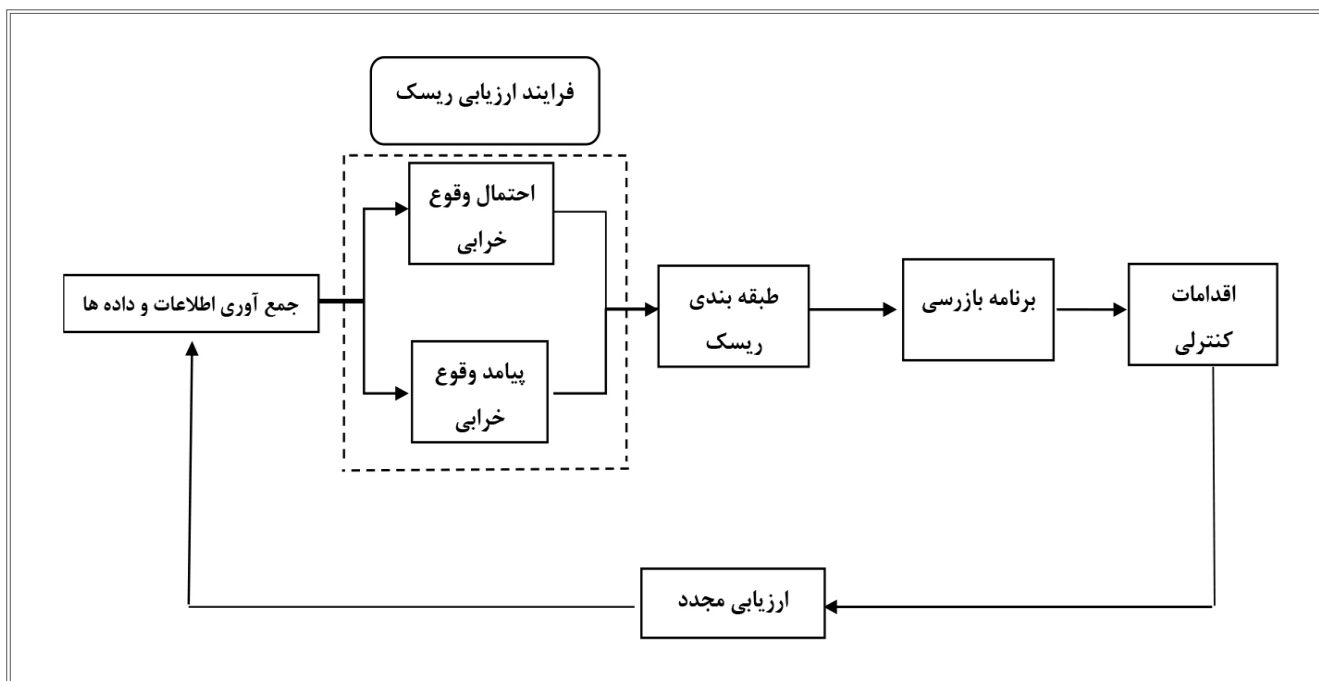 فرایند ارزیابی ریسک
احتمال وقوع
خرابی
جمع آوری اطلاعات و داده ها
پیامد وقوع
خرابی
طبقه بندی
ریسک
برنامه بازرسی
اقدامات
کنترلی
ارزیابی مجدد